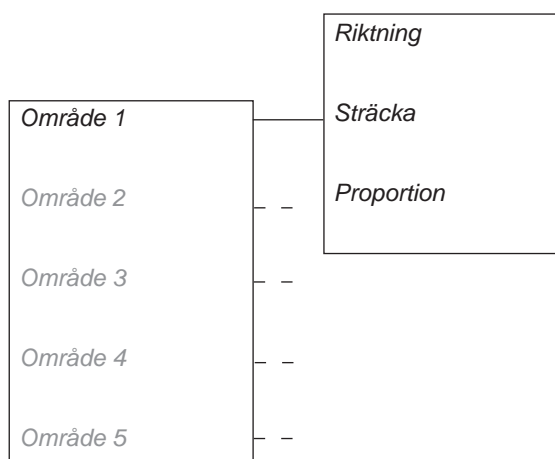 Riktning
Sträcka
Proportion
Område 1
Område 2
Område 3
Område 4
Område 5